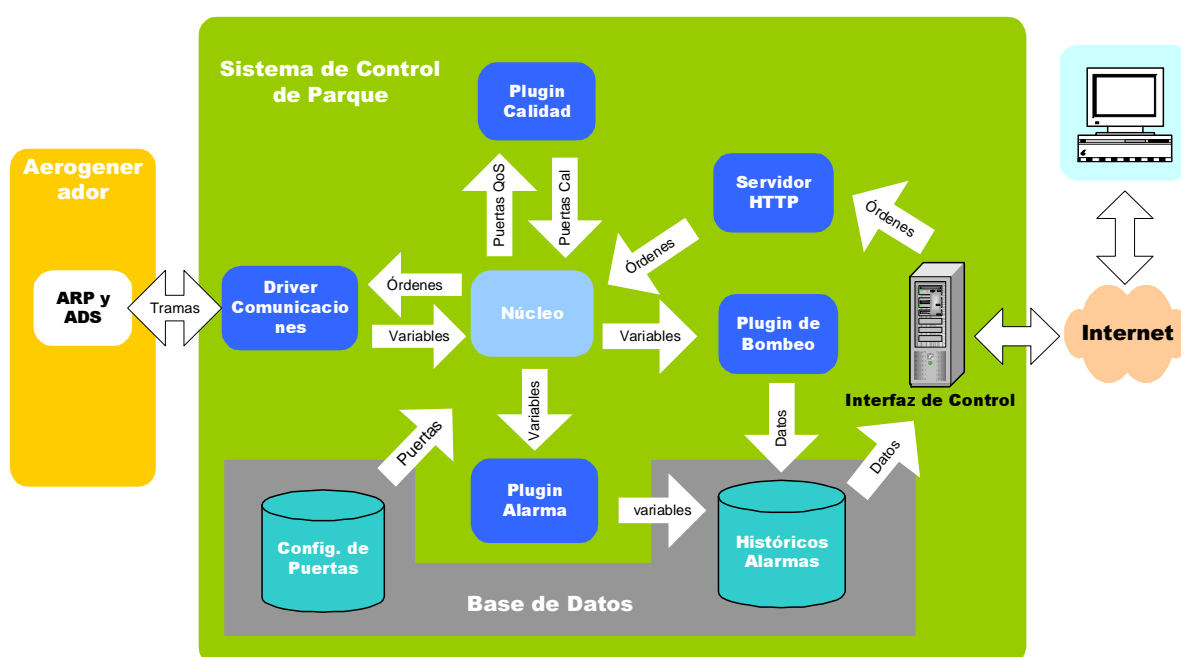 Sistema de Control
de Parque
Plugin
Calidad
Aerogener
ador
Puertas QoS
Puertas Cal
Servidor
HTTP
Órdenes
Órdenes
ARP y
ADS
Tramas
Driver
Comunicacio
nes
Órdenes
Variables
Núcleo
Variables
Plugin de
Bombeo
Internet
Interfaz de Control
Variables
Datos
Puertas
Datos
Plugin
Alarma
variables
Config. de
Puertas
Históricos
Alarmas
Base de Datos